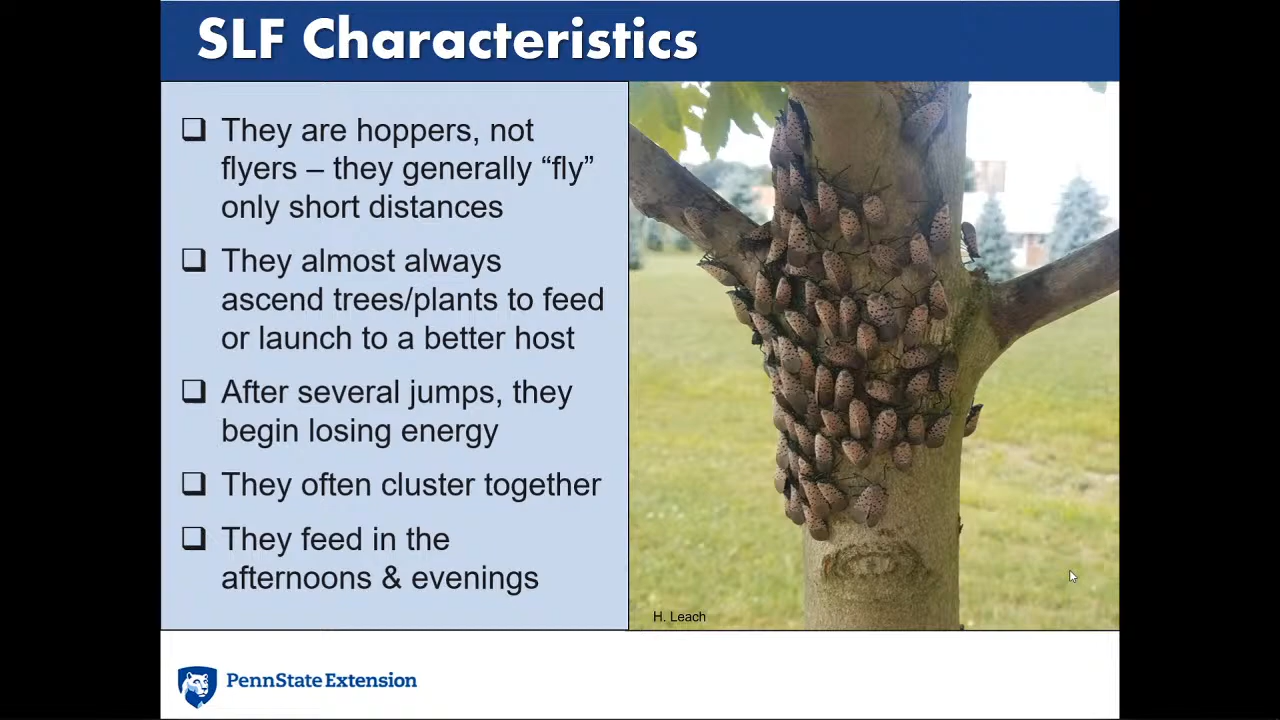 SLF Characteristics
They are hoppers, not
flyers – they generally “fly”
only short distances
They almost always
ascend trees/plants to feed
or launch to a better host
After several jumps, they
begin losing energy
They often cluster together
They feed in the
afternoons & evenings
H. Leach
PennState Extension